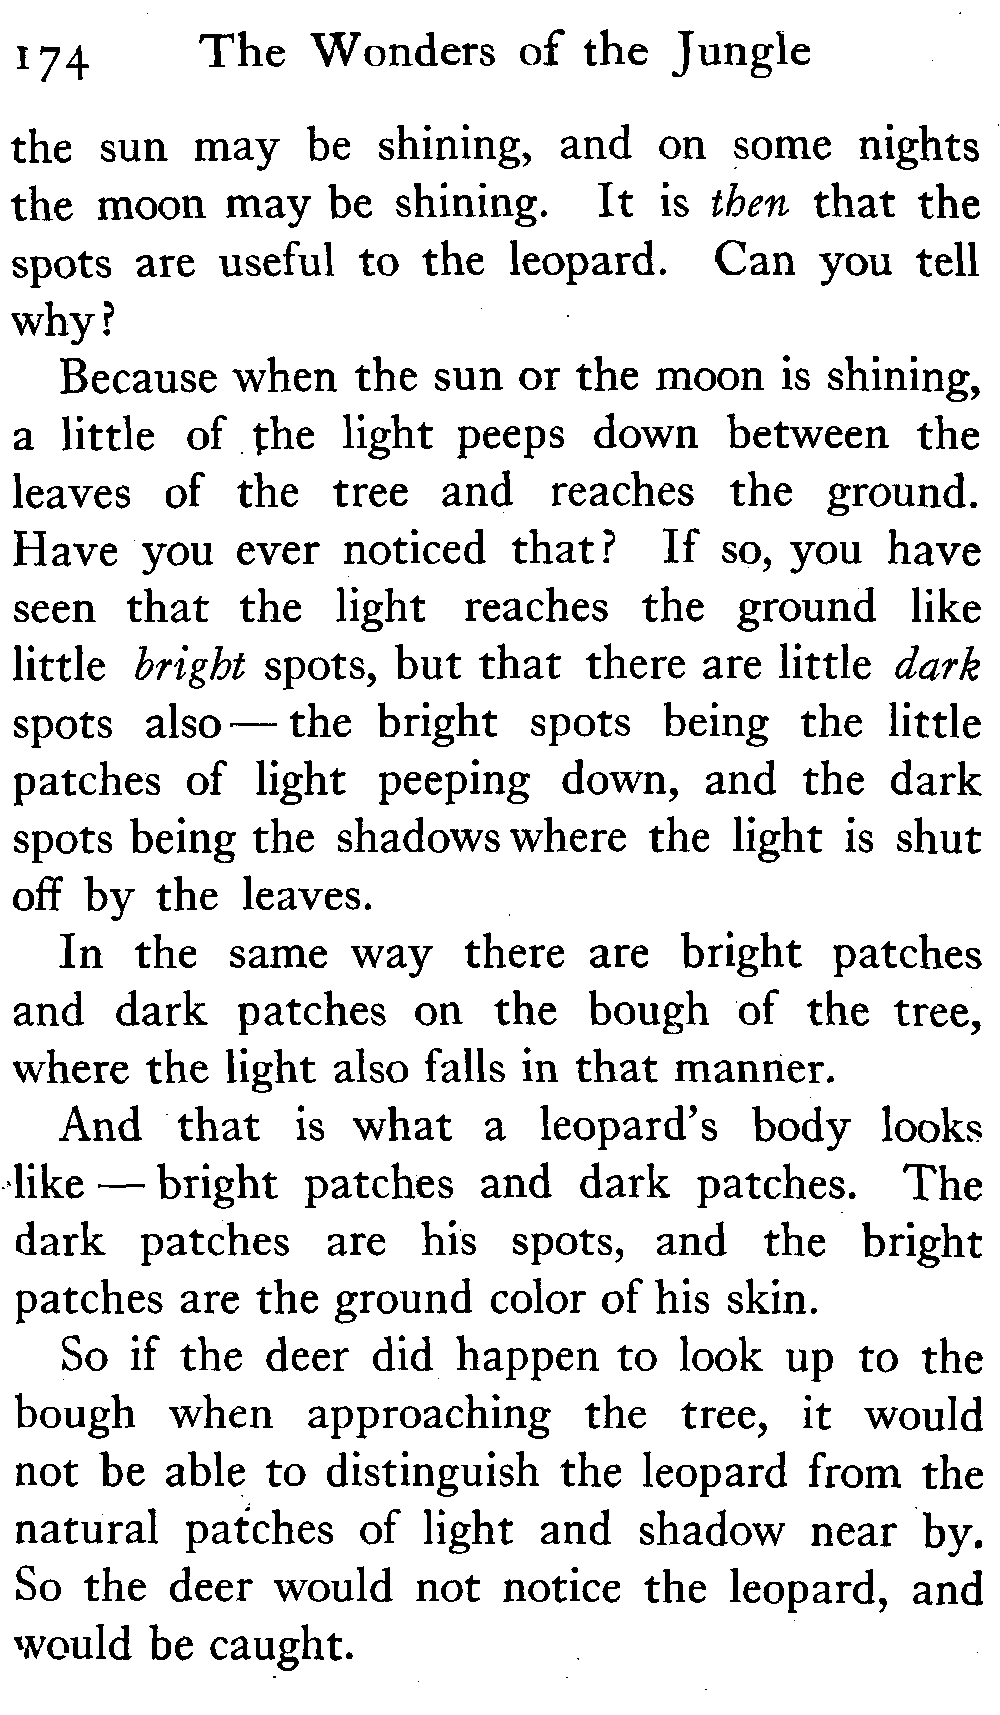 174 The Wonders of the Jungle
the sun may be shining, and on some nights
the moon may be shining. It is then that the
spots are useful to the leopard. Can you tell
why?
Because when the sun or the moon is shining,
a little of the light peeps down between the
leaves of the tree and reaches the ground.
Have you ever noticed that? If so, you have
seen that the light reaches the ground like
little bright spots, but that there are little dark
spots also — the bright spots being the little
patches of light peeping down, and the dark
spots being the shadows where the light is shut
off by the leaves.
In the same way there are bright patches
and dark patches on the bough of the tree,
where the light also falls in that manner.
And that is what a leopard's body looks
like — bright patches and dark patches. The
dark patches are his spots, and the bright
patches are the ground color of his skin.
So if the deer did happen to look up to the
bough when approaching the tree, it would
not be able to distinguish the leopard from the
natural patches of light and shadow near by.
So the deer would not notice the leopard, and
would be caught.